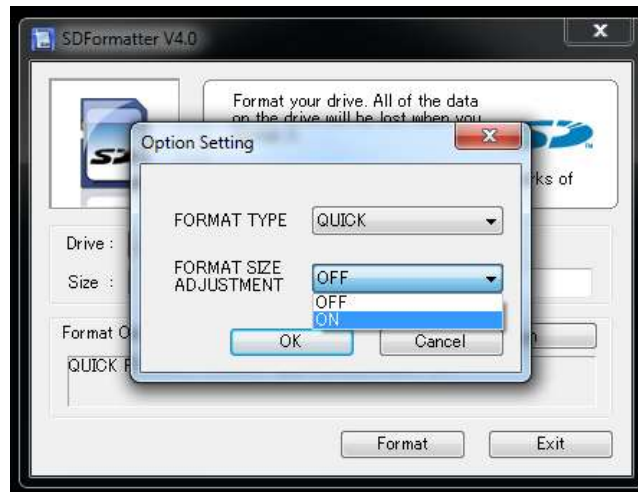 SDFormatter V4.0
x
Format your drive. All of the data
on the drive will be lost when you
Option Setting
x
rks of
FORMAT TYPE QUICK
Drive :
FORMAT SIZE
ADJUSTMENT OFF
Size :
OFF
ON
Format O
OK Cancel
QUICK
Format Exit